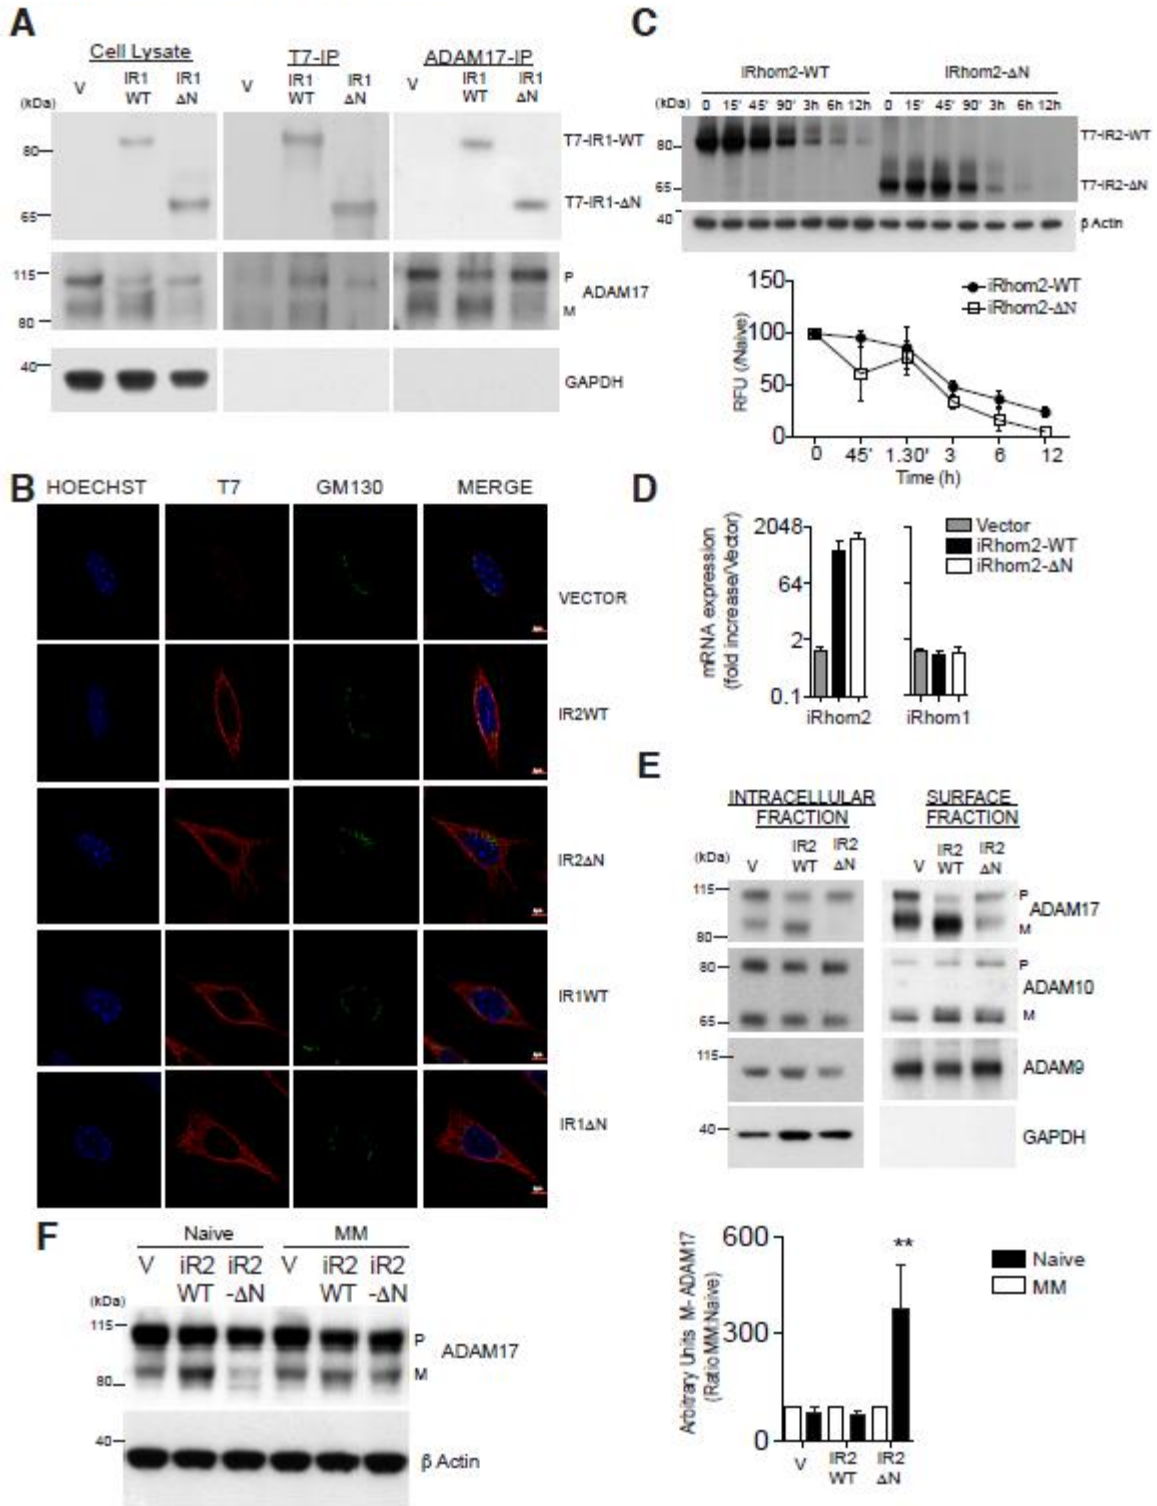 A
Cell Lysate
T7-IP
ADAM17-IP
V
IR1
WT
IR1
ΔN
V
IR1
WT
IR1
ΔN
V
IR1
WT
IR1
ΔN
(kDa)
80
65
T7-IR1-WT
T7-IR1-ΔN
115
80
P
M
ADAM17
40
GAPDH
B
HOECHST
T7
GM130
MERGE
VECTOR
IR2WT
IR2ΔN
IR1WT
IR1ΔN
C
iRhom2-WT
iRhom2-ΔN
(kDa) 0 15' 45' 90' 3h 6h 12h 0 15' 45' 90' 3h 6h 12h
80
65
40
T7-IR2-WT
T7-IR2-ΔN
β Actin
150
100
50
0
RFU (/Naive)
iRhom2-WT
iRhom2-ΔN
0 45' 1.30' 3 6 12
Time (h)
D
mRNA expression
(fold increase/Vector)
2048
64
2
0.1
Vector
iRhom2-WT
iRhom2-ΔN
iRhom2
iRhom1
E
INTRACELLULAR
FRACTION
SURFACE
FRACTION
(kDa)
V
IR2
WT
IR2
ΔN
V
IR2
WT
IR2
ΔN
115
80
P
M
ADAM17
80
65
P
M
ADAM10
115
ADAM9
40
GAPDH
F
Naive
MM
V
iR2
WT
iR2
-ΔN
V
iR2
WT
iR2
-ΔN
(kDa)
115
80
P
M
ADAM17
40
β Actin
Arbitrary Units M- ADAM17
(Ratio MM:Naive)
600
300
0
**
Naive
MM
V
IR2
WT
IR2
ΔN